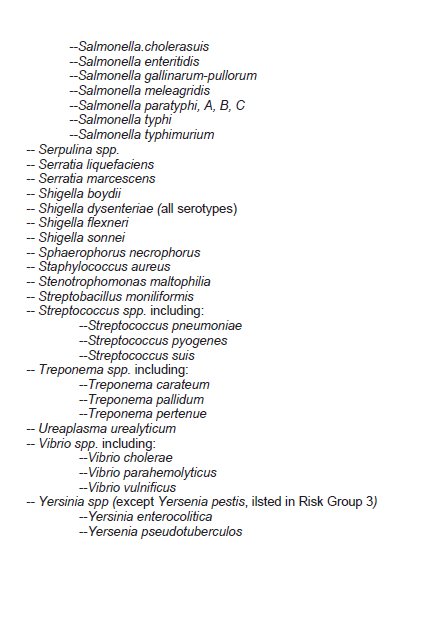 --Salmonella.cholerasuis
--Salmonella enteritidis
--Salmonella gallinarum-pullorum
--Salmonella meleagridis
--Salmonella paratyphi, A, B, C
--Salmonella typhi
--Salmonella typhimurium
-- Serpulina spp.
-- Serratia liquefaciens
-- Serratia marcescens
-- Shigella boydii
-- Shigella dysenteriae (all serotypes)
-- Shigella flexneri
-- Shigella sonnei
-- Sphaerophorus necrophorus
-- Staphylococcus aureus
-- Stenotrophomonas maltophilia
-- Streptobacillus moniliformis
-- Streptococcus spp. including:
--Streptococcus pneumoniae
--Streptococcus pyogenes
--Streptococcus suis
-- Treponema spp. including:
--Treponema carateum
--Treponema pallidum
--Treponema pertenue
-- Ureaplasma urealyticum
-- Vibrio spp. including:
--Vibrio cholerae
--Vibrio parahemolyticus
--Vibrio vulnificus
-- Yersinia spp (except Yersenia pestis, ilsted in Risk Group 3)
--Yersinia enterocolitica
--Yersenia pseudotuberculos